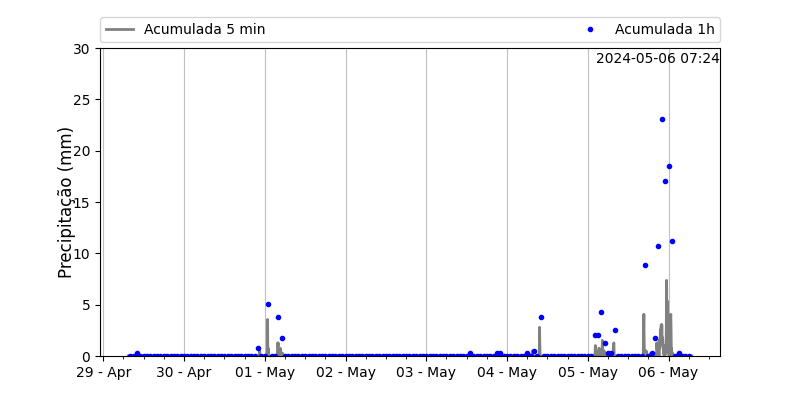 Acumulada 5 min
Acumulada 1h
2024-05-06 07:24
Precipitação (mm)
30
25
20
15
10
5
0
29 - Apr
30 - Apr
01 - May
02 - May
03 - May
04 - May
05 - May
06 - May